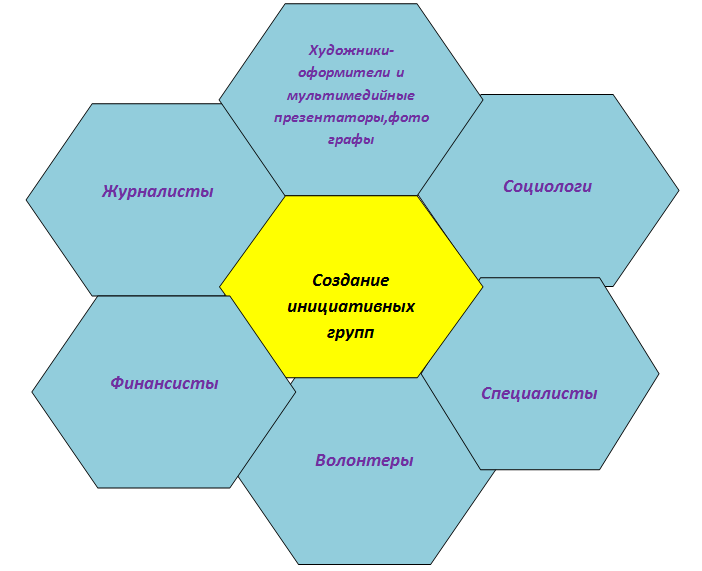 Художники-
оформители и
мультимедийные
презентаторы,фото
графы
Журналисты
Социологи
Создание
инициативных
групп
Финансисты
Специалисты
Волонтеры